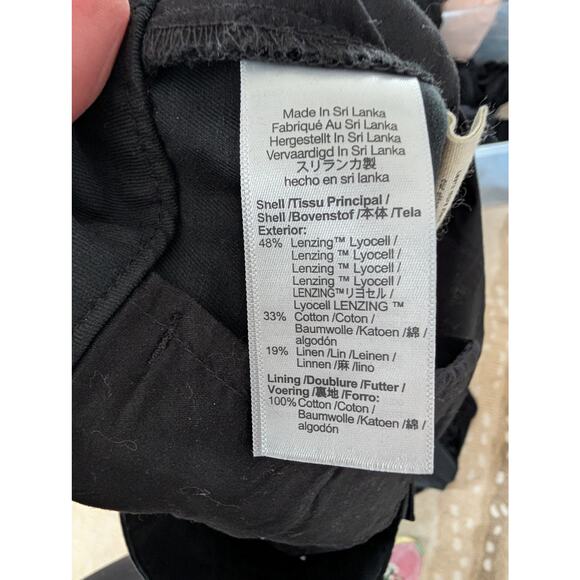 Made In Sri Lanka
Fabriqué Au Sri Lanka
Hergestellt In Sri Lanka
Vervaardigd In Sri Lanka
スリランカ製
hecho en sri lanka
Shell /Tissu Principal /
Shell /Bovenstof /本体 /Tela
Exterior:
48% Lenzing™ Lyocell /
Lenzing ™ Lyocell /
Lenzing ™ Lyocell /
Lenzing ™ Lyocell /
LENZING™リヨセル /
Lyocell LENZING ™
33% Cotton /Coton /
Baumwolle /Katoen /綿 /
algodón
19% Linen /Lin /Leinen /
Linnen /麻 /lino
Lining /Doublure /Futter /
Voering /裏地 /Forro:
100% Cotton /Coton /
Baumwolle /Katoen /綿 /
algodón